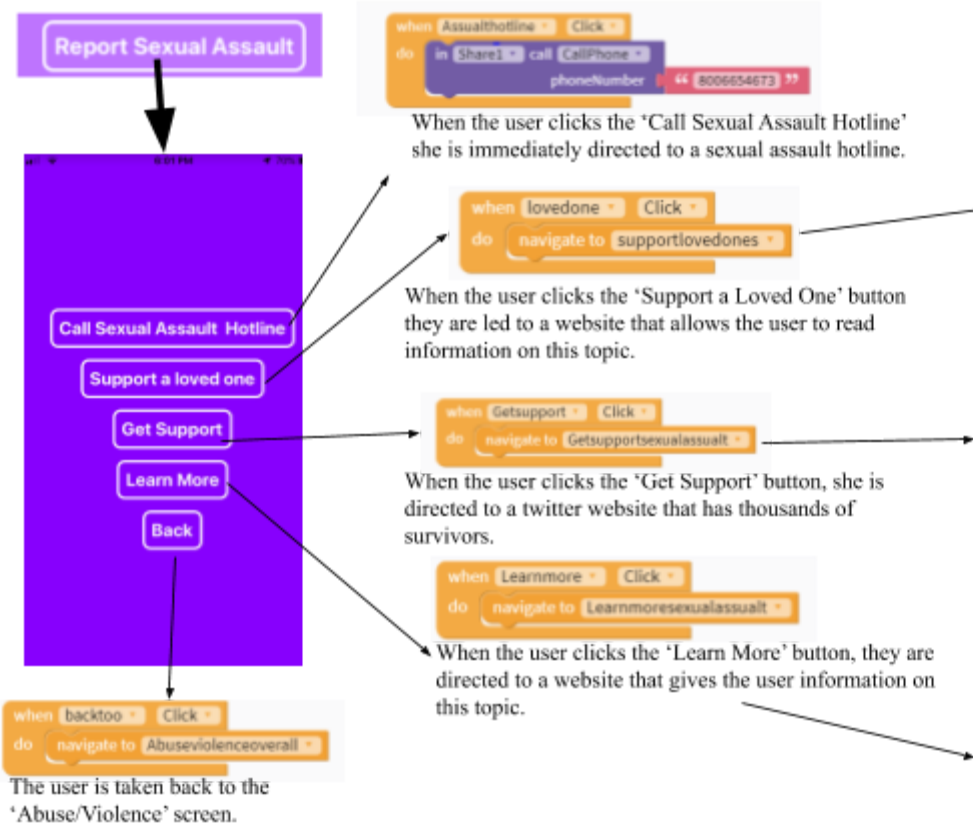 Report Sexual Assault
when Assualthotline Click
do in Share1 call CallPhone
phoneNumber “ 8006654673 ”
When the user clicks the ‘Call Sexual Assault Hotline’
she is immediately directed to a sexual assault hotline.
when lovedone Click
do navigate to supportlovedones
When the user clicks the ‘Support a Loved One’ button
they are led to a website that allows the user to read
information on this topic.
Call Sexual Assault Hotline
Support a loved one
Get Support
Learn More
Back
when Getsupport Click
do navigate to Getsupportsexualassualt
When the user clicks the ‘Get Support’ button, she is
directed to a twitter website that has thousands of
survivors.
when Learnmore Click
do navigate to Learnmoresexualassualt
When the user clicks the ‘Learn More’ button, they are
directed to a website that gives the user information on
this topic.
when backtoo Click
do navigate to Abuseviolenceoverall
The user is taken back to the
‘Abuse/Violence’ screen.